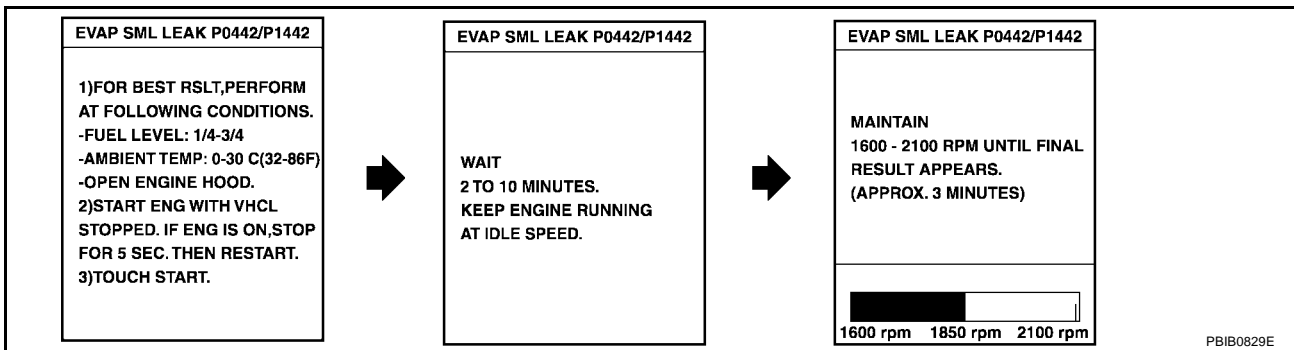 EVAP SML LEAK P0442/P1442
1)FOR BEST RSLT,PERFORM
AT FOLLOWING CONDITIONS.
-FUEL LEVEL: 1/4-3/4
-AMBIENT TEMP: 0-30 C(32-86F)
-OPEN ENGINE HOOD.
2)START ENG WITH VHCL
STOPPED. IF ENG IS ON,STOP
FOR 5 SEC. THEN RESTART.
3)TOUCH START.
EVAP SML LEAK P0442/P1442
WAIT
2 TO 10 MINUTES.
KEEP ENGINE RUNNING
AT IDLE SPEED.
EVAP SML LEAK P0442/P1442
MAINTAIN
1600 - 2100 RPM UNTIL FINAL
RESULT APPEARS.
(APPROX. 3 MINUTES)
1600 rpm 1850 rpm 2100 rpm
PBIB0829E